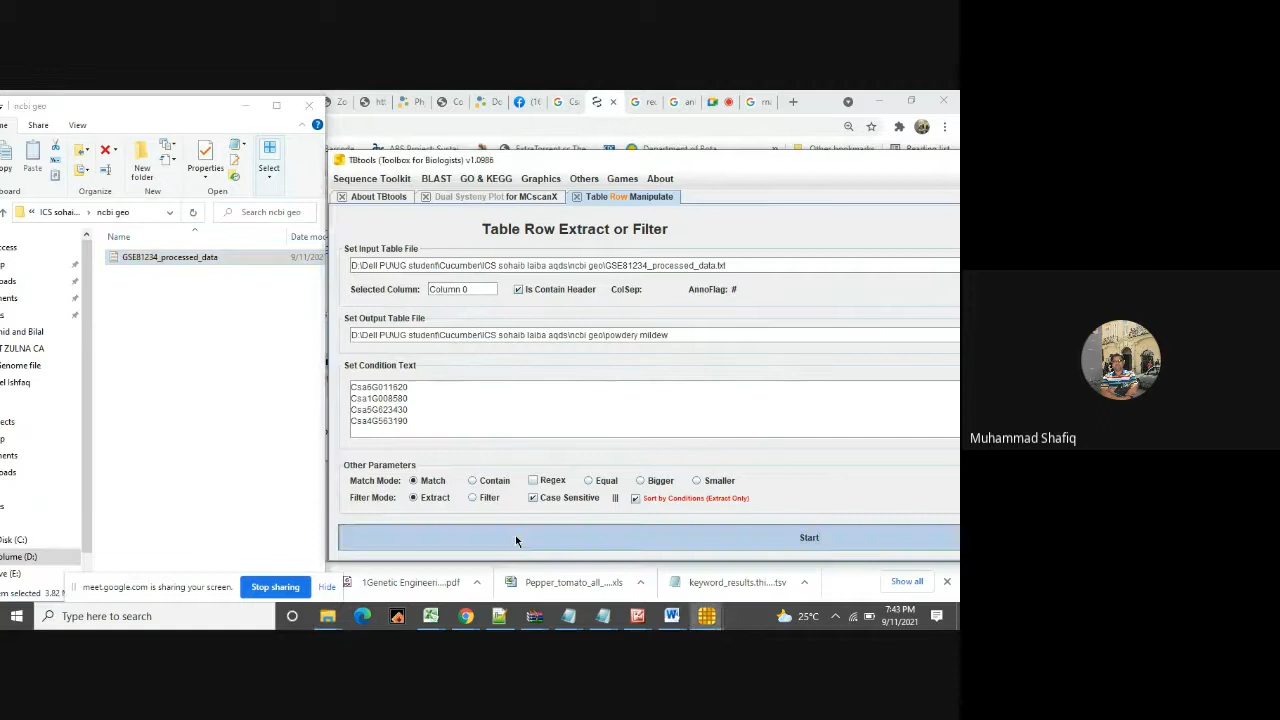 ncbi geo
Share View
Paste
New folder
Properties
Select
Organize New Open
ICS sohai... ncbi geo
Search ncbi geo
Name
GSE81234_processed_data 9/11/202
TBtools (Toolbox for Biologists) v1.0986
Sequence Toolkit BLAST GO & KEGG Graphics Others Games About
About TBtools Dual Systeny Plot for MCscanX Table Row Manipulate
Table Row Extract or Filter
Set Input Table File
D:\Dell PU\UG student\Cucumber\ICS sohaib laiba aqds\ncbi geo\GSE81234_processed_data.txt
Selected Column: Column 0 Is Contain Header ColSep: AnnoFlag: #
Set Output Table File
D:\Dell PU\UG student\Cucumber\ICS sohaib laiba aqds\ncbi geo\powdery mildew
Set Condition Text
Csa6G011620
Csa1G008580
Csa5G623430
Csa4G563190
Other Parameters
Match Mode: Match Contain Regex Equal Bigger Smaller
Filter Mode: Extract Filter Case Sensitive ||| Sort by Conditions (Extract Only)
Start
meet.google.com is sharing your screen. Stop sharing Hide
1Genetic Engineeri....pdf Pepper_tomato_all_....xls keyword_results.thi....tsv Show all
Type here to search
25°C
7:43 PM
9/11/2021
Muhammad Shafiq